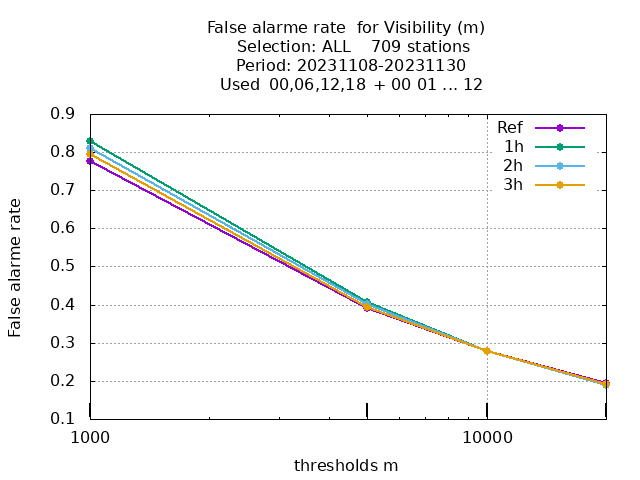 False alarme rate  for Visibility (m)
Selection: ALL    709 stations
Period: 20231108-20231130
Used  00,06,12,18  + 00 01 ... 12
Ref
1h
2h
3h
0.9
0.8
0.7
0.6
0.5
0.4
0.3
0.2
0.1
False alarme rate
1000
10000
thresholds m